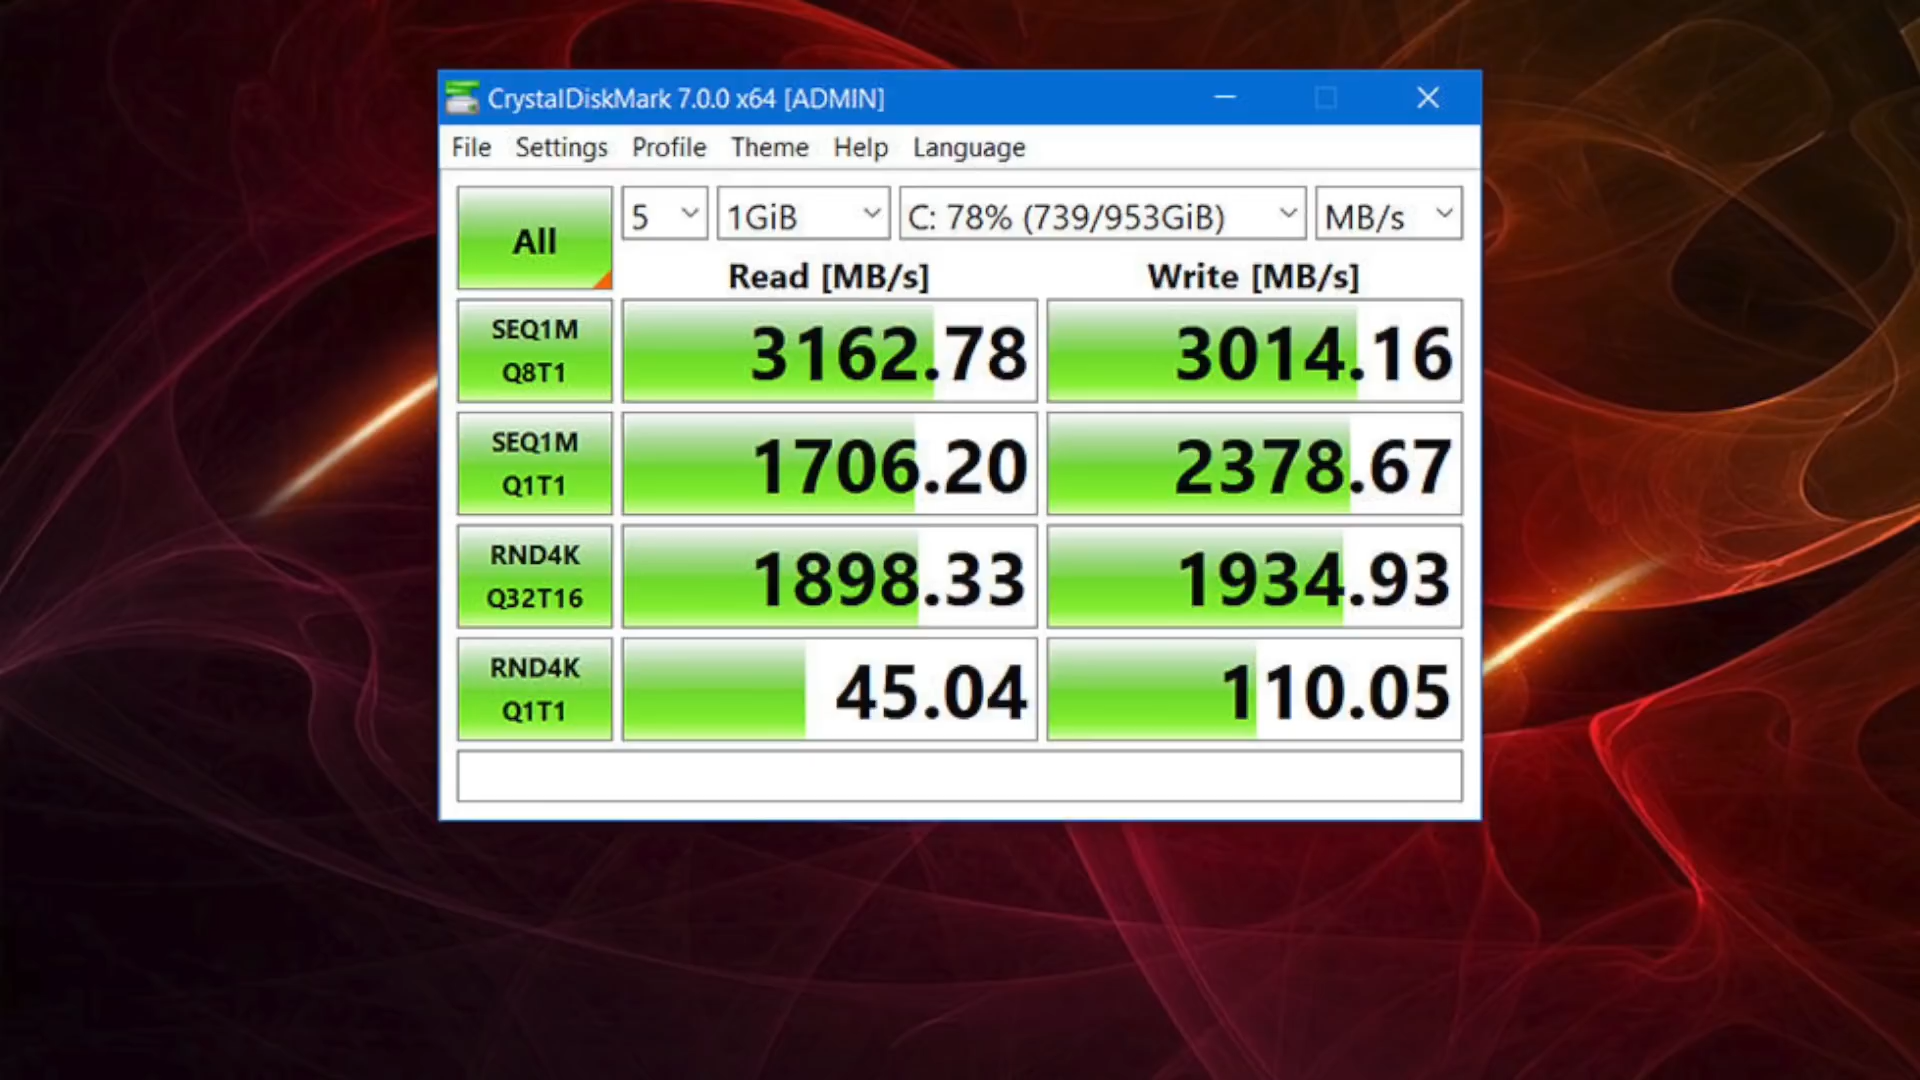 CrystalDiskMark 7.0.0 x64 [ADMIN]
File Settings Profile Theme Help Language
All 5 1GiB C: 78% (739/953GiB) MB/s
Read [MB/s] Write [MB/s]
SEQ1M
Q8T1
3162.78 3014.16
SEQ1M
Q1T1
1706.20 2378.67
RND4K
Q32T16
1898.33 1934.93
RND4K
Q1T1
45.04 110.05